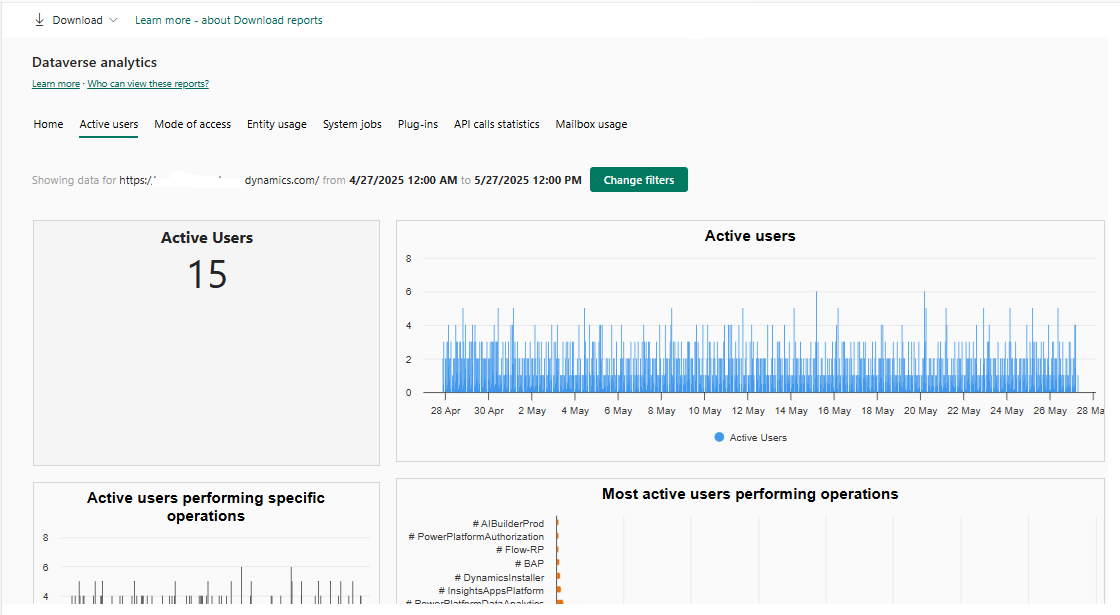 Download Learn more - about Download reports
Dataverse analytics
Learn more · Who can view these reports?
Home Active users Mode of access Entity usage System jobs Plug-ins API calls statistics Mailbox usage
Showing data for https:/ dynamics.com/ from 4/27/2025 12:00 AM to 5/27/2025 12:00 PM Change filters
Active Users
15
Active users
8
6
4
2
0
28 Apr 30 Apr 2 May 4 May 6 May 8 May 10 May 12 May 14 May 16 May 18 May 20 May 22 May 24 May 26 May 28 Ma
Active Users
Active users performing specific
operations
8
6
4
Most active users performing operations
# AIBuilderProd
# PowerPlatformAuthorization
# Flow-RP
# BAP
# DynamicsInstaller
# InsightsAppsPlatform
# PowerPlatformDataAnalytics